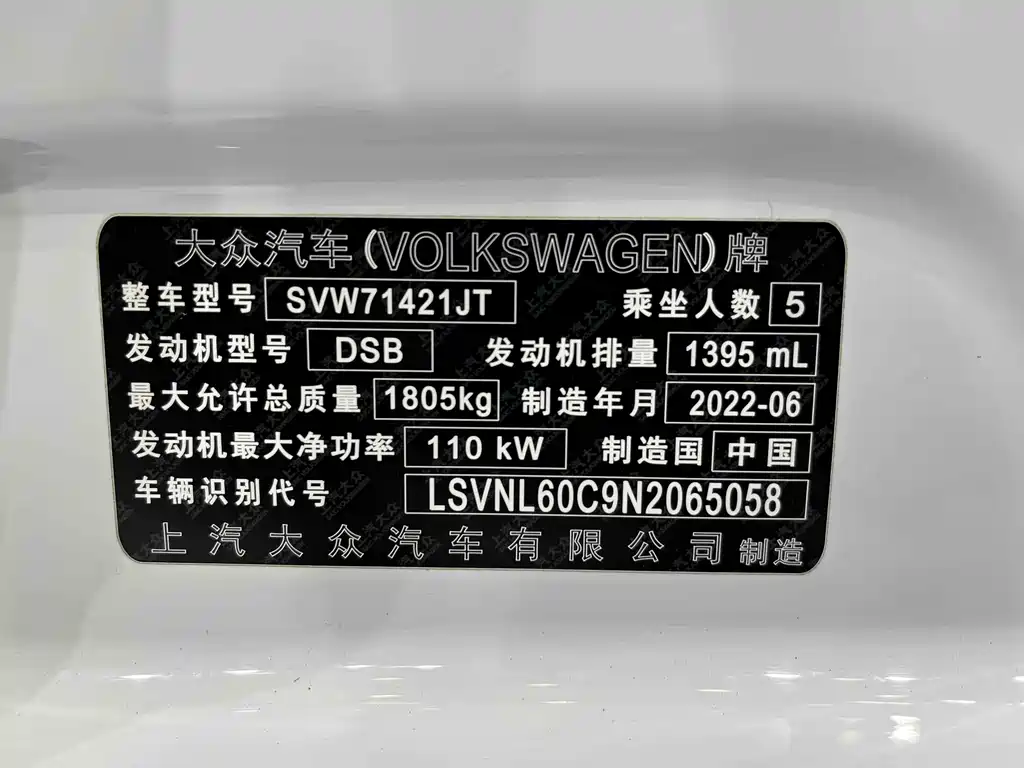 大众汽车(VOLKSWAGEN)牌
整车型号 SVW71421JT 乘坐人数 5
发动机型号 DSB 发动机排量 1395 mL
最大允许总质量 1805kg 制造年月 2022-06
发动机最大净功率 110 kW 制造国 中国
车辆识别代号 LSVNL60C9N2065058
上汽大众汽车有限公司 制造